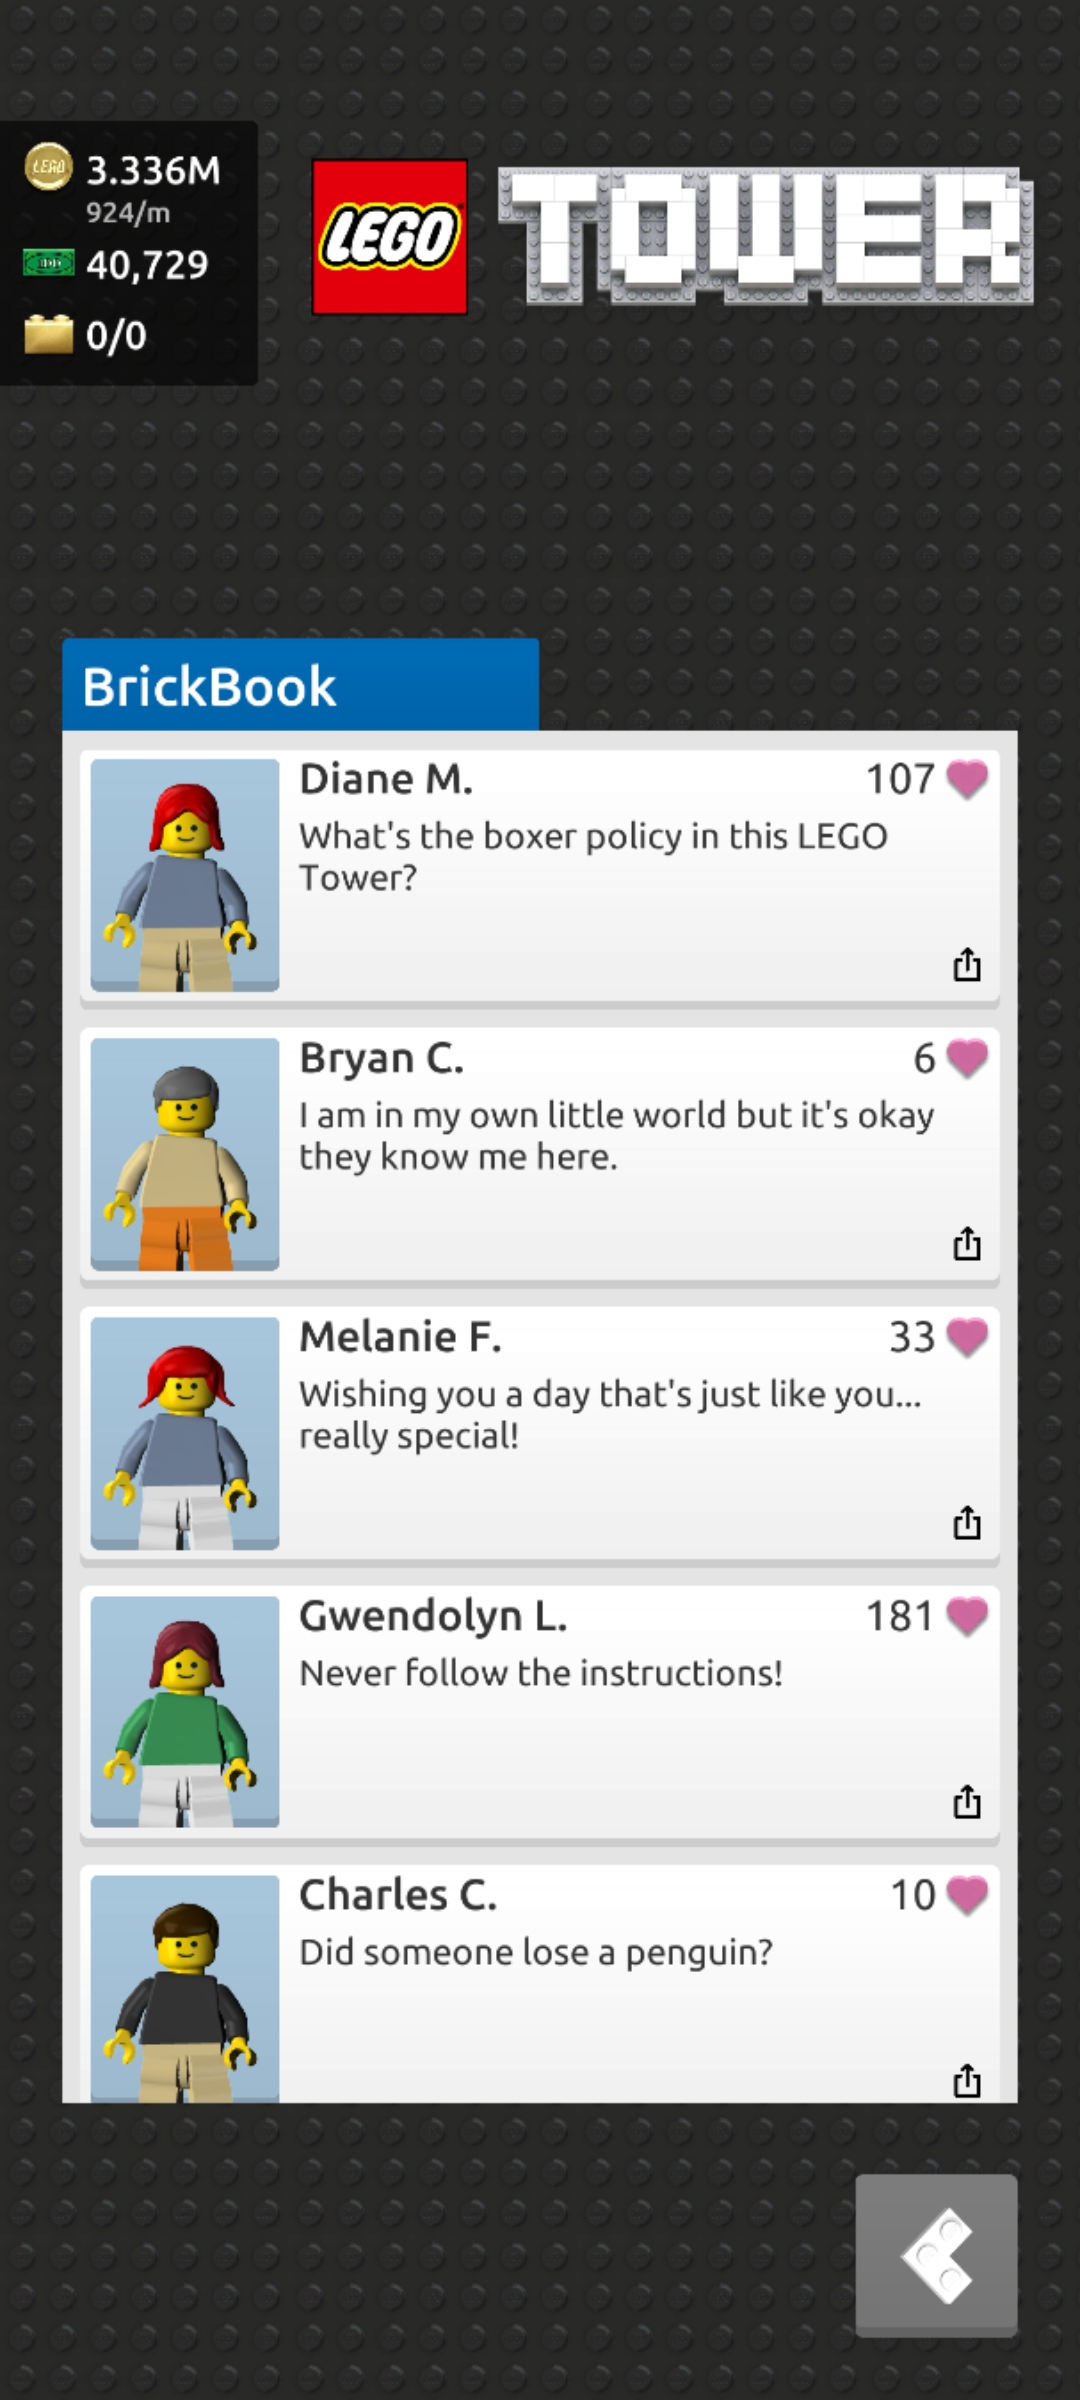 LEGO
3.336M
924/m
40,729
0/0
LEGO TOWER
BrickBook
Diane M. 107
What's the boxer policy in this LEGO
Tower?
Bryan C. 6
I am in my own little world but it's okay
they know me here.
Melanie F. 33
Wishing you a day that's just like you...
really special!
Gwendolyn L. 181
Never follow the instructions!
Charles C. 10
Did someone lose a penguin?